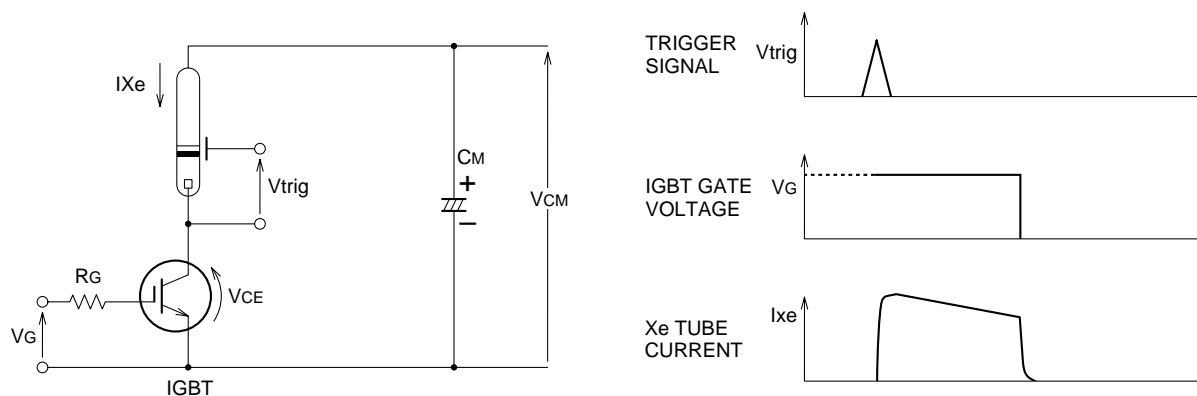 IXe
Vtrig
CM
+
–
VCM
RG
VCE
VG
IGBT
TRIGGER
SIGNAL
Vtrig
IGBT GATE
VOLTAGE
VG
Xe TUBE
CURRENT
Ixe